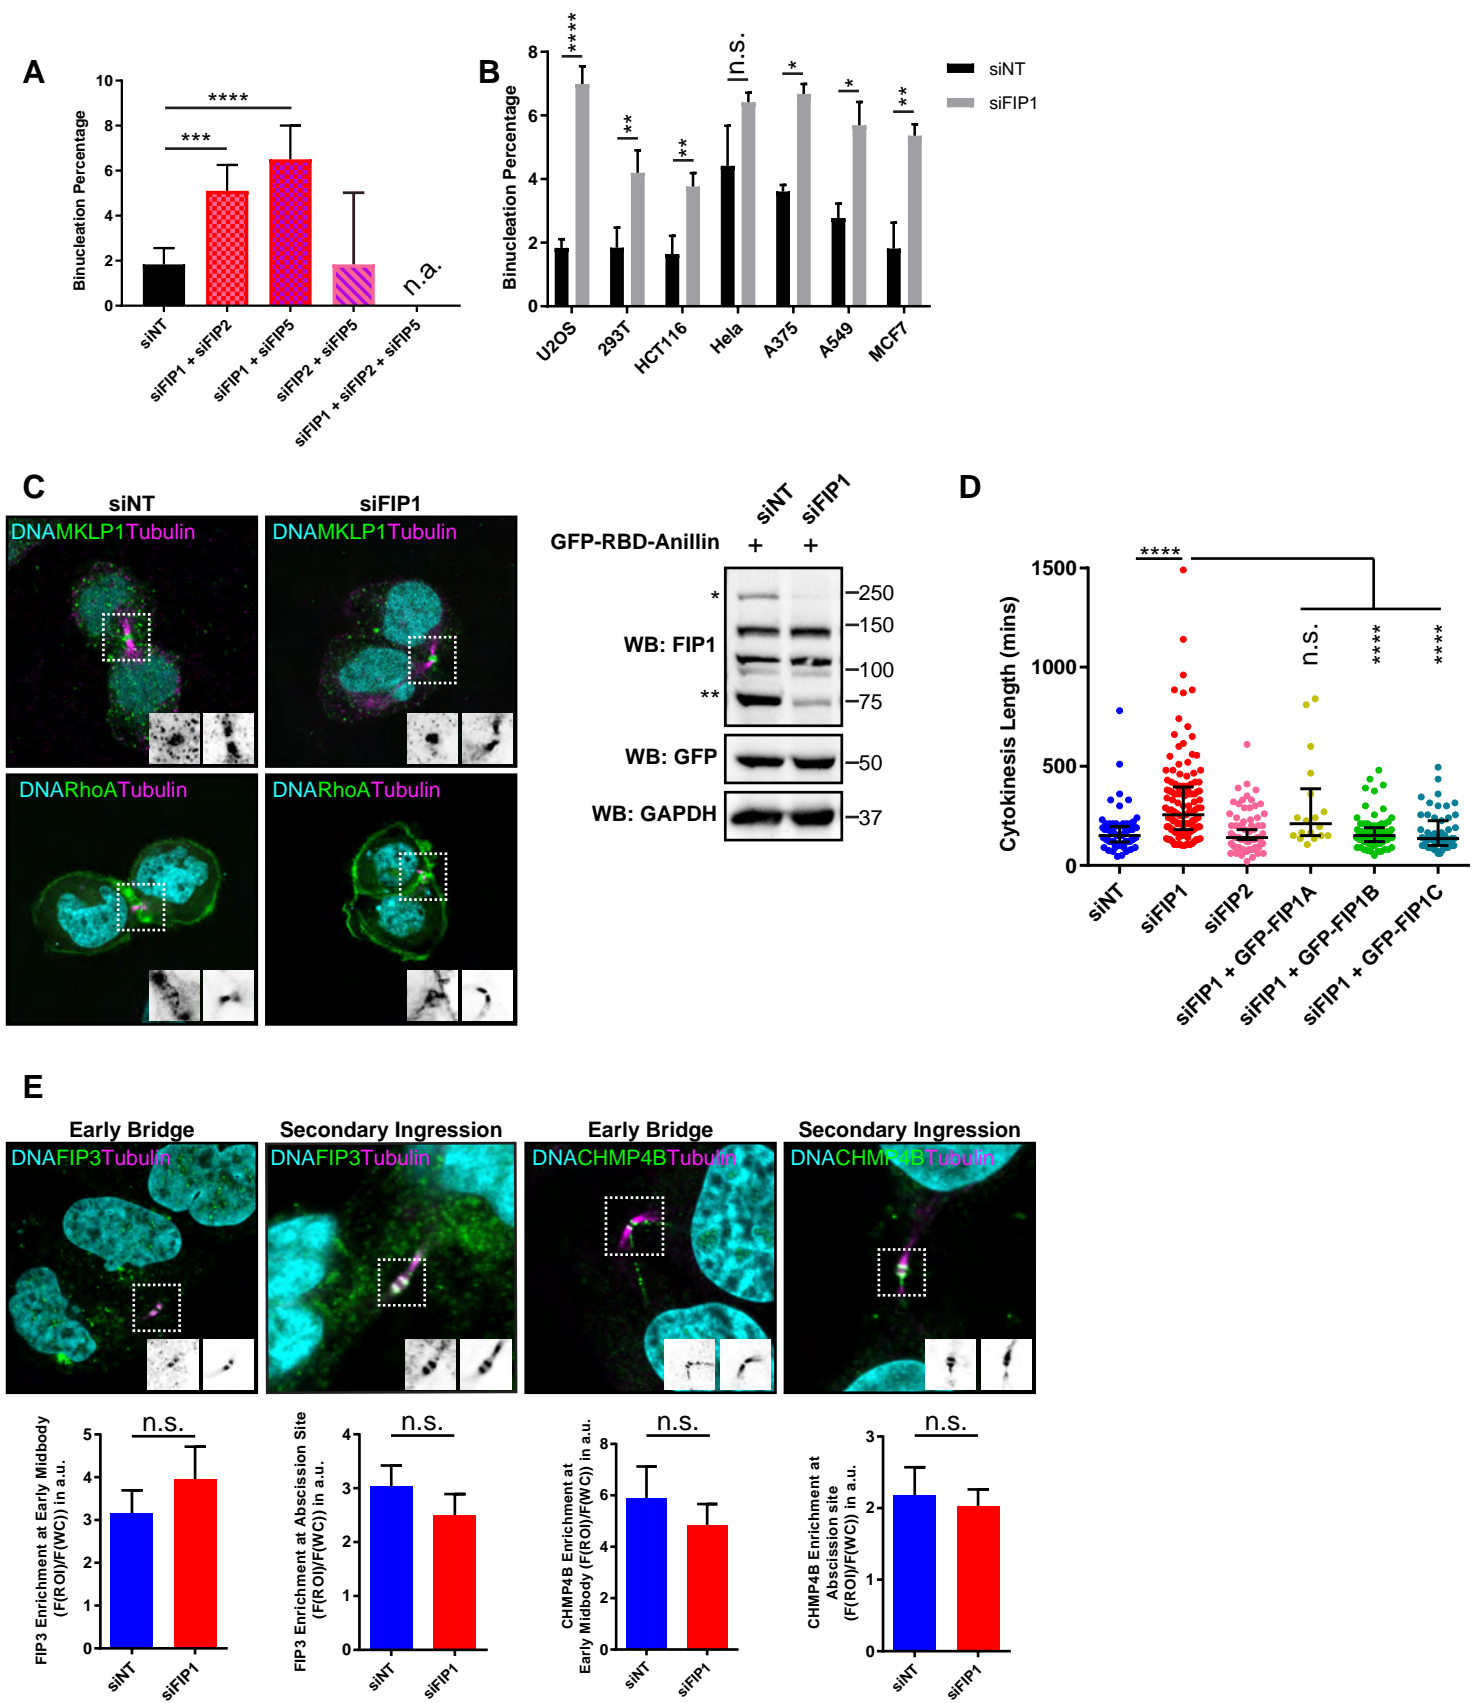 A
Binucleation Percentage
10
8
6
4
2
0
****
***
n.a.
siNT
siFIP1 + siFIP2
siFIP1 + siFIP5
siFIP2 + siFIP5
siFIP1 + siFIP2 + siFIP5
B
Binucleation Percentage
8
6
4
2
0
****
**
**
n.s.
*
*
**
siNT
siFIP1
U2OS
293T
HCT116
Hela
A375
A549
MCF7
C
siNT
siFIP1
DNAMKLP1Tubulin
DNAMKLP1Tubulin
DNARhoATubulin
DNARhoATubulin
siNT
siFIP1
GFP-RBD-Anillin + +
*
**
WB: FIP1
250
150
100
75
WB: GFP
50
WB: GAPDH
37
D
Cytokinesis Length (mins)
1500
1000
500
0
****
n.s.
****
****
siNT
siFIP1
siFIP2
siFIP1 + GFP-FIP1A
siFIP1 + GFP-FIP1B
siFIP1 + GFP-FIP1C
E
Early Bridge
Secondary Ingression
Early Bridge
Secondary Ingression
DNAFIP3Tubulin
DNAFIP3Tubulin
DNACHMP4BTubulin
DNACHMP4BTubulin
FIP3 Enrichment at Early Midbody
(F(ROI)/F(WC)) in a.u.
5
4
3
2
1
0
n.s.
siNT
siFIP1
FIP3 Enrichment at Abscission Site
(F(ROI)/F(WC)) in a.u.
4
3
2
1
0
n.s.
siNT
siFIP1
CHMP4B Enrichment at
Early Midbody (F(ROI)/F(WC)) in a.u.
8
6
4
2
0
n.s.
siNT
siFIP1
CHMP4B Enrichment at
Abscission site
(F(ROI)/F(WC)) in a.u.
3
2
1
0
n.s.
siNT
siFIP1